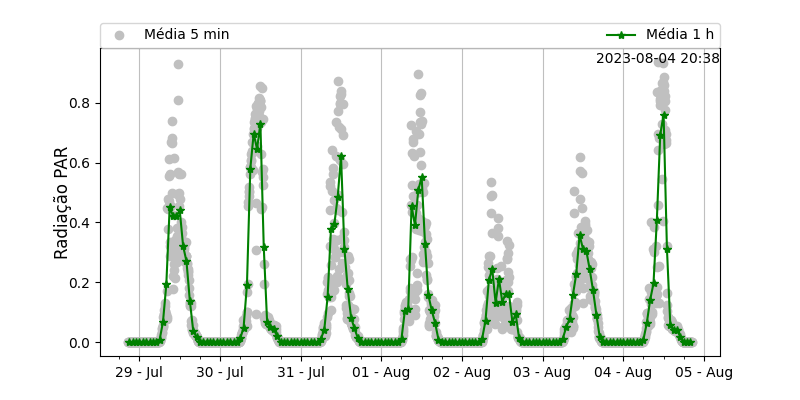 Média 5 min
Média 1 h
2023-08-04 20:38
Radiação PAR
0.8
0.6
0.4
0.2
0.0
29 - Jul
30 - Jul
31 - Jul
01 - Aug
02 - Aug
03 - Aug
04 - Aug
05 - Aug